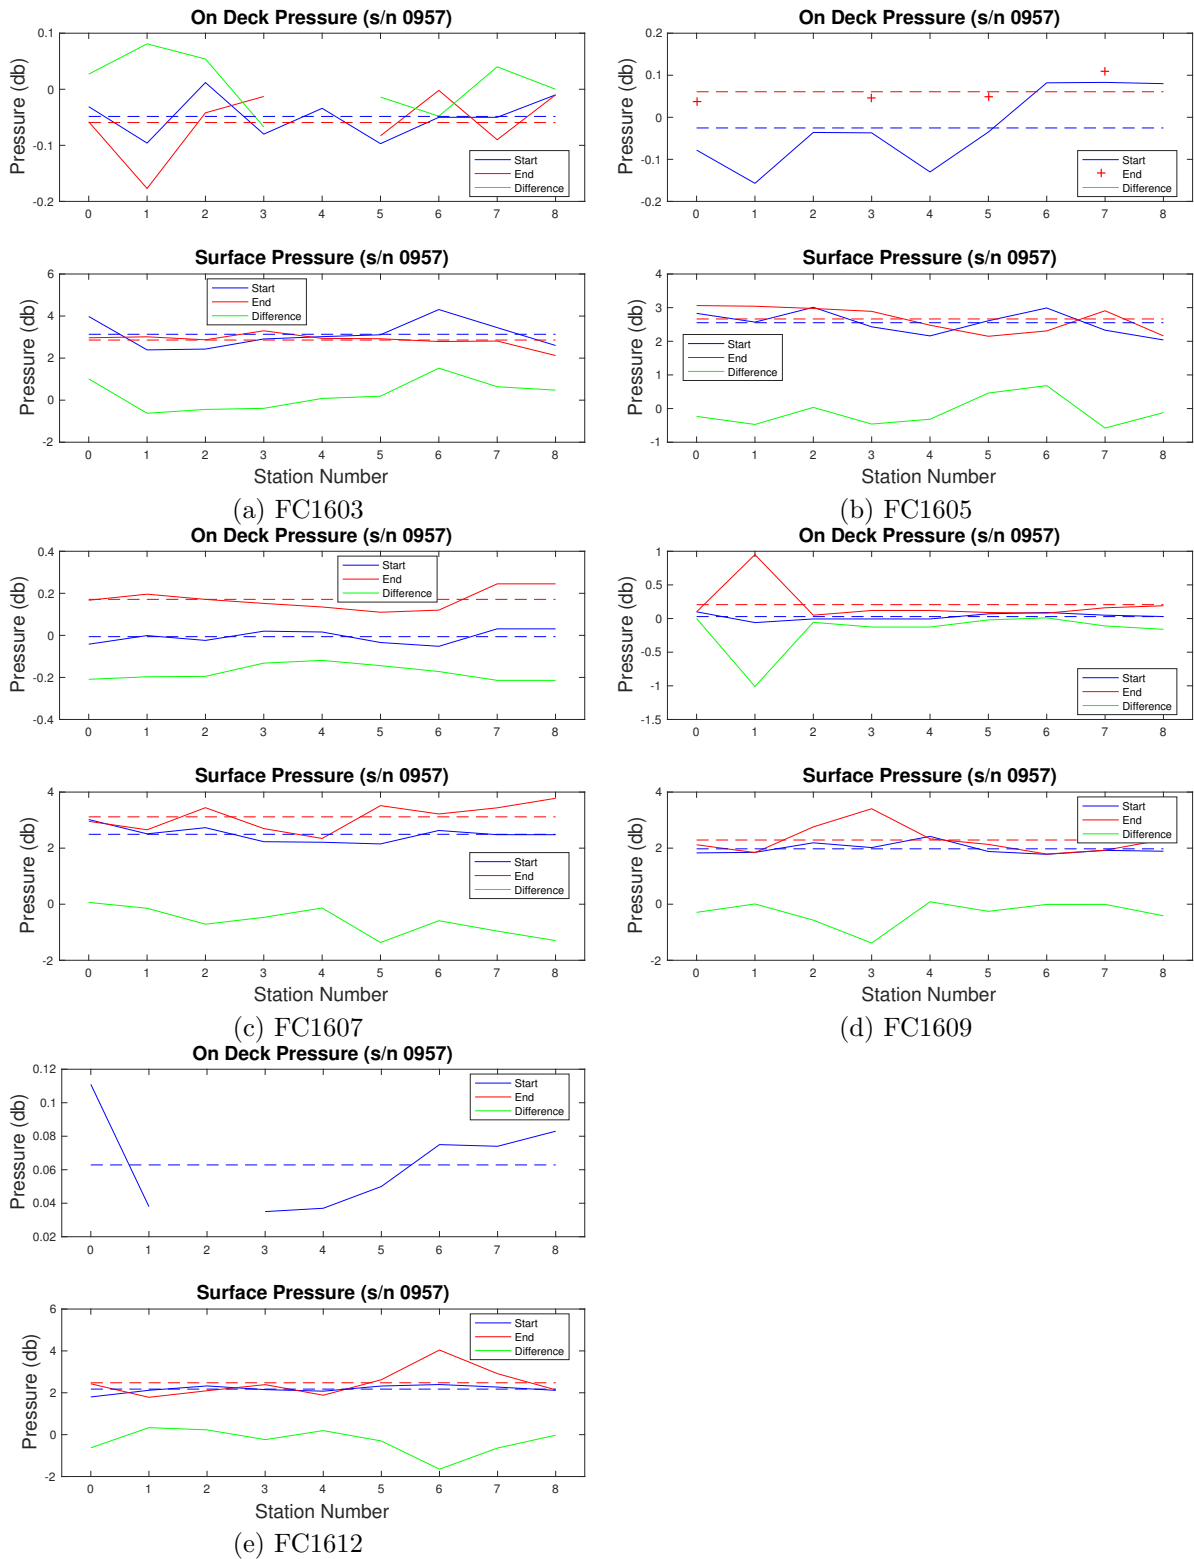 On Deck Pressure (s/n 0957)
Pressure (db)
0.1
0
-0.1
-0.2
0 1 2 3 4 5 6 7 8
Start
End
Difference
Surface Pressure (s/n 0957)
Pressure (db)
6
4
2
0
-2
0 1 2 3 4 5 6 7 8
Start
End
Difference
Station Number
(a) FC1603
On Deck Pressure (s/n 0957)
Pressure (db)
0.2
0.1
0
-0.1
-0.2
0 1 2 3 4 5 6 7 8
Start
End
Difference
Surface Pressure (s/n 0957)
Pressure (db)
4
3
2
1
0
-1
0 1 2 3 4 5 6 7 8
Start
End
Difference
Station Number
(b) FC1605
On Deck Pressure (s/n 0957)
Pressure (db)
0.4
0.2
0
-0.2
-0.4
0 1 2 3 4 5 6 7 8
Start
End
Difference
Surface Pressure (s/n 0957)
Pressure (db)
4
2
0
-2
0 1 2 3 4 5 6 7 8
Start
End
Difference
Station Number
(c) FC1607
On Deck Pressure (s/n 0957)
Pressure (db)
1
0.5
0
-0.5
-1
-1.5
0 1 2 3 4 5 6 7 8
Start
End
Difference
Surface Pressure (s/n 0957)
Pressure (db)
4
2
0
-2
0 1 2 3 4 5 6 7 8
Start
End
Difference
Station Number
(d) FC1609
On Deck Pressure (s/n 0957)
Pressure (db)
0.12
0.1
0.08
0.06
0.04
0.02
0 1 2 3 4 5 6 7 8
Start
End
Difference
Surface Pressure (s/n 0957)
Pressure (db)
6
4
2
0
-2
0 1 2 3 4 5 6 7 8
Start
End
Difference
Station Number
(e) FC1612